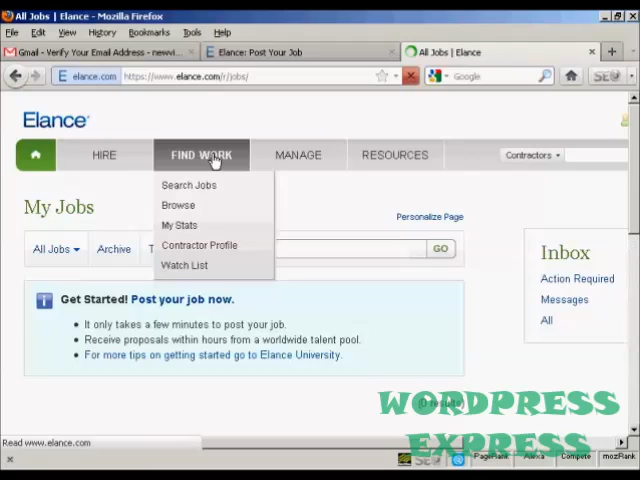 All Jobs | Elance - Mozilla Firefox
File Edit View History Bookmarks Tools Help
Gmail - Verify Your Email Address - newvi... Elance: Post Your Job All Jobs | Elance
elance.com https://www.elance.com/r/jobs/ Google
Elance
HIRE FIND WORK MANAGE RESOURCES Contractors
Search Jobs
Browse
My Stats
Contractor Profile
Watch List
My Jobs
Personalize Page
All Jobs Archive GO
Inbox
Action Required
Messages
All
Get Started! Post your job now.
It only takes a few minutes to post your job.
Receive proposals within hours from a worldwide talent pool.
For more tips on getting started go to Elance University.
(0 results)
WORDPRESS
EXPRESS
Read www.elance.com
PageRank Alexa Compete mozRank